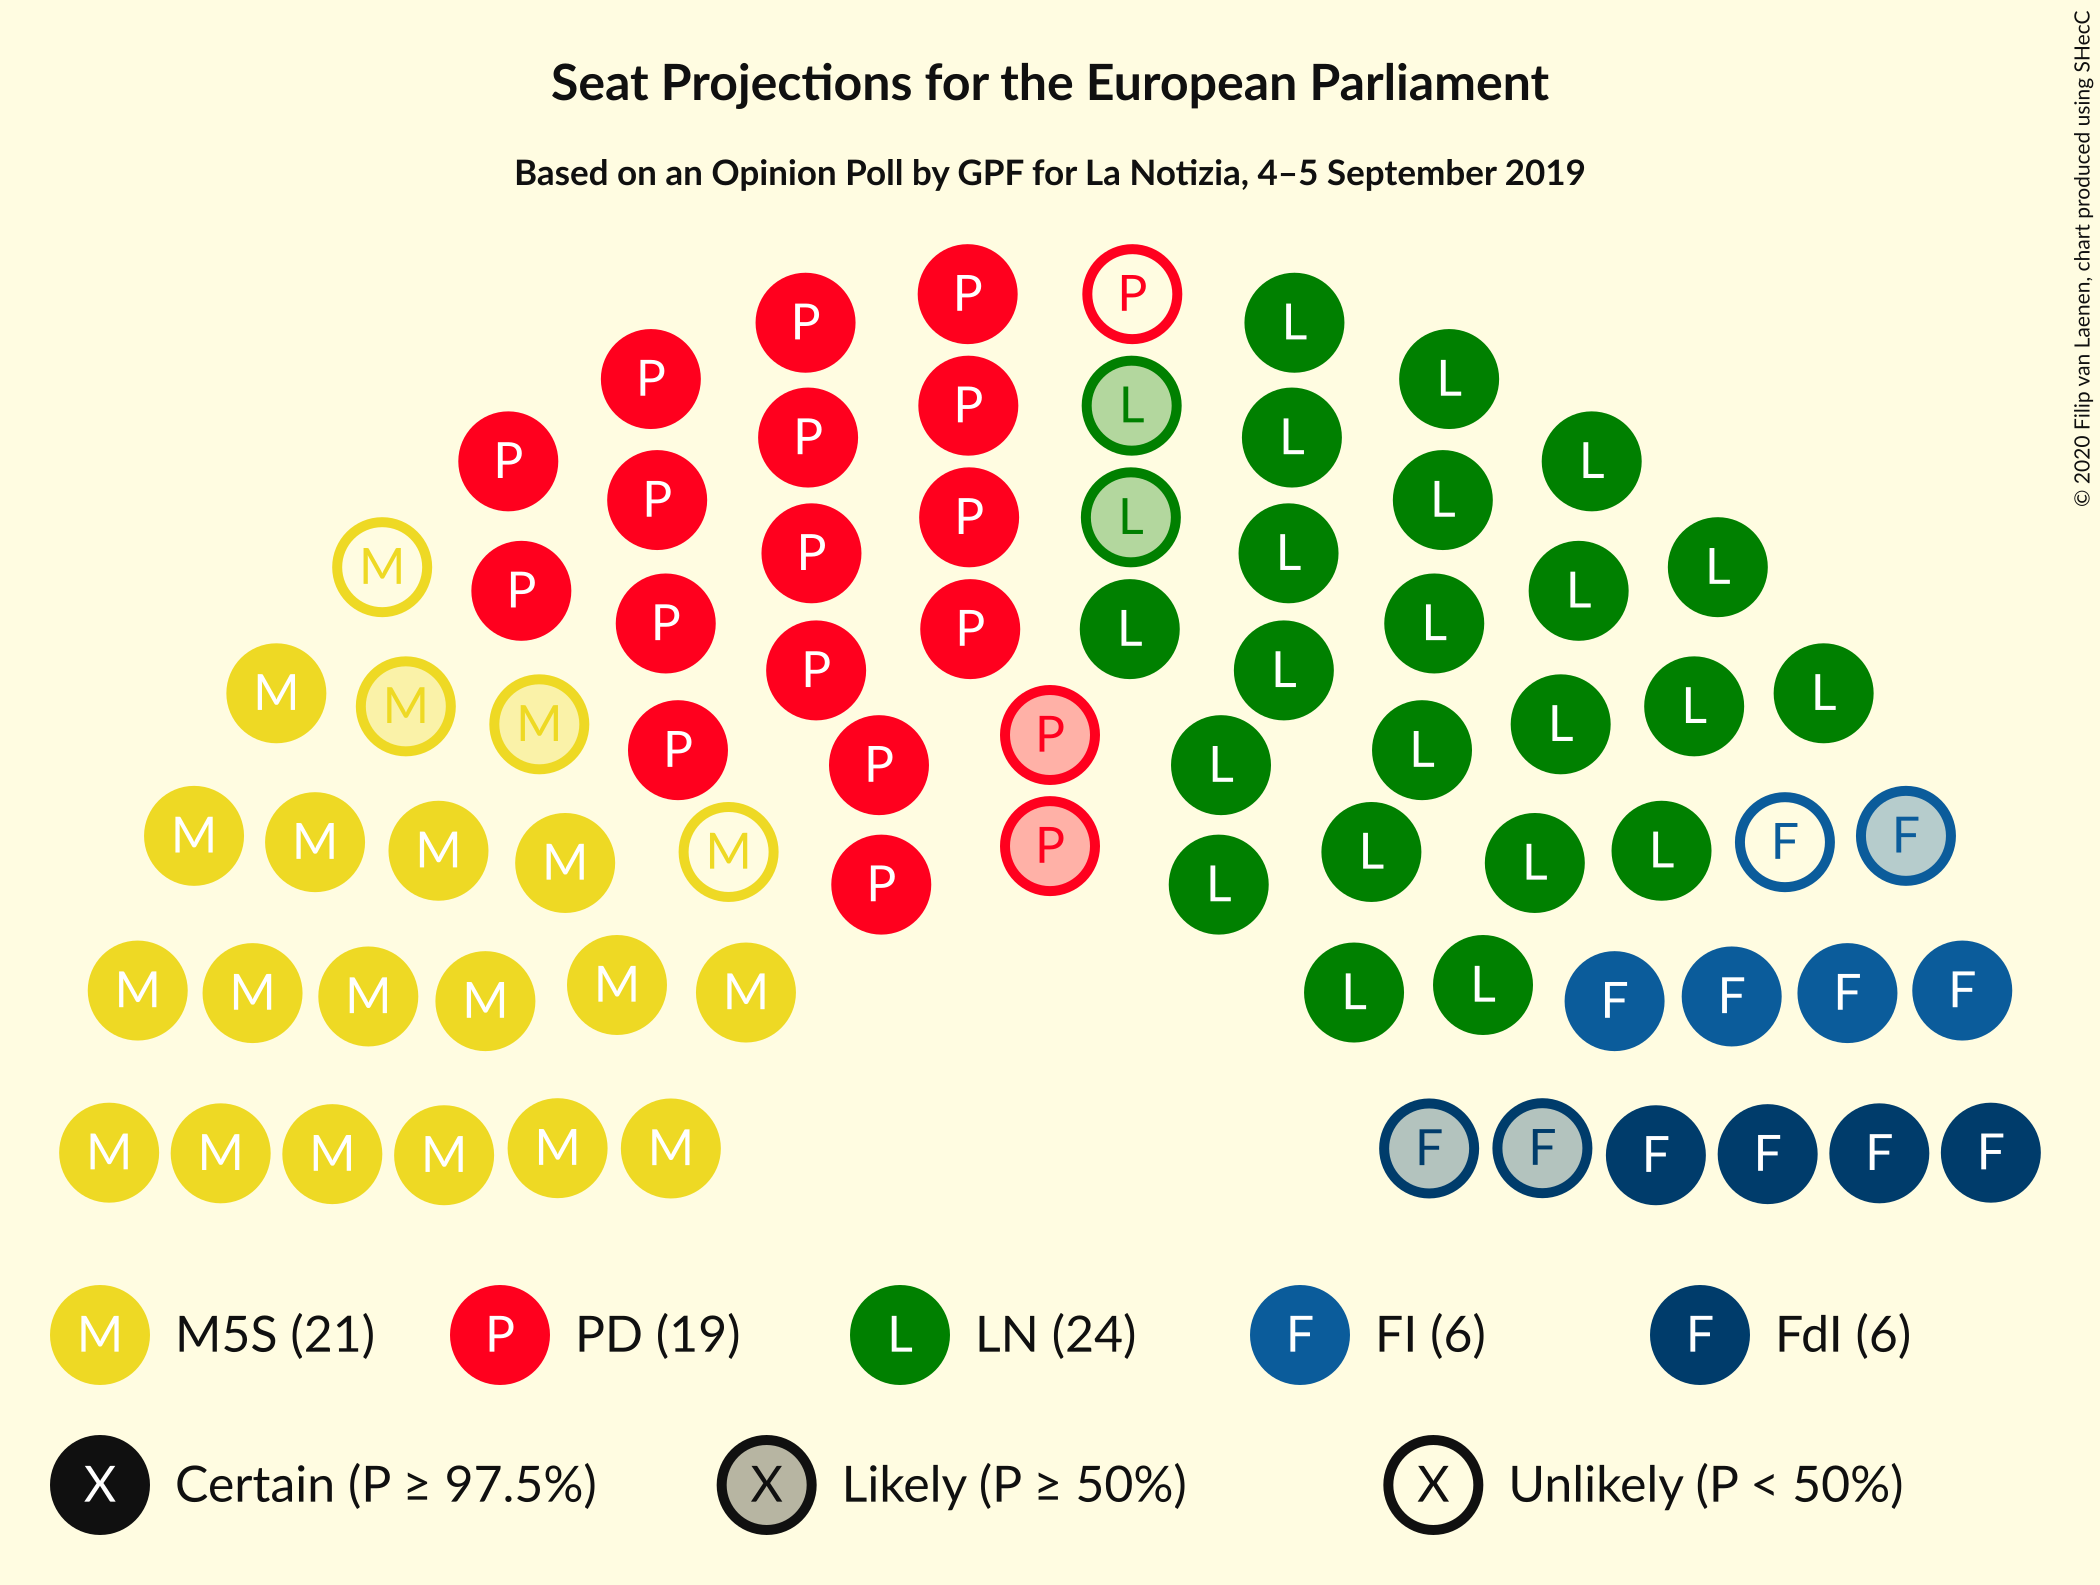 Seat Projections for the European Parliament
Based on an Opinion Poll by GPF for La Notizia, 4–5 September 2019
© 2020 Filip van Laenen, chart produced using SHecC
P P
P L
P P L L
P L
P L
P P L L
P P L L
P L
P L
M M
P L
P P L L
P L
M L
M L
M M L L
P
P L
P L
M M F F
M L
M L
M L
P L
M L
M M M M M M L L F F F F
M M M M M M F F F F F F
M M5S (21) P PD (19) L LN (24) F FI (6) F FdI (6)
X Certain (P ≥ 97.5%) X Likely (P ≥ 50%) X Unlikely (P < 50%)